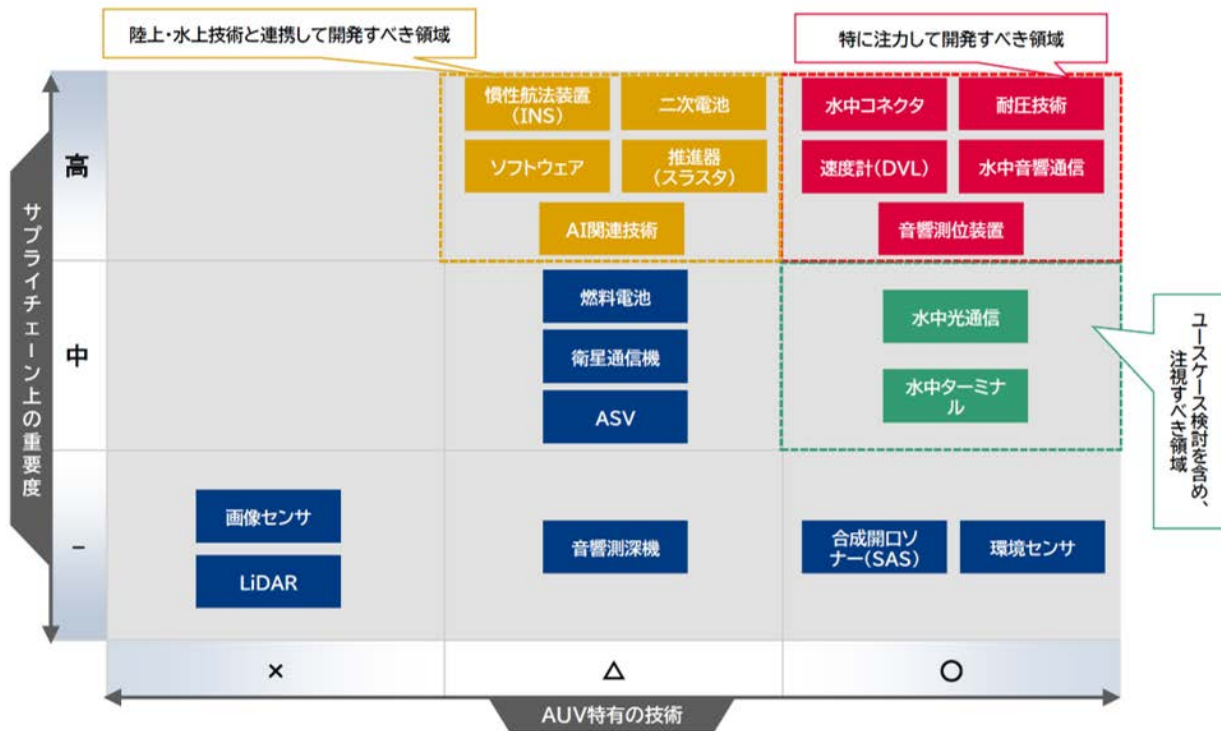 陸上・水上技術と連携して開発すべき領域
特に注力して開発すべき領域
サプライチェーン上の重要度
高
慣性航法装置
(INS)
二次電池
ソフトウェア
推進器
(スラスタ)
AI関連技術
水中コネクタ
耐圧技術
速度計(DVL)
水中音響通信
音響測位装置
中
燃料電池
衛星通信機
ASV
水中光通信
水中ターミナ
ル
ユースケース検討を含め、
注視すべき領域
-
画像センサ
LiDAR
音響測深機
合成開口ソ
ナー(SAS)
環境センサ
×
△
○
AUV特有の技術